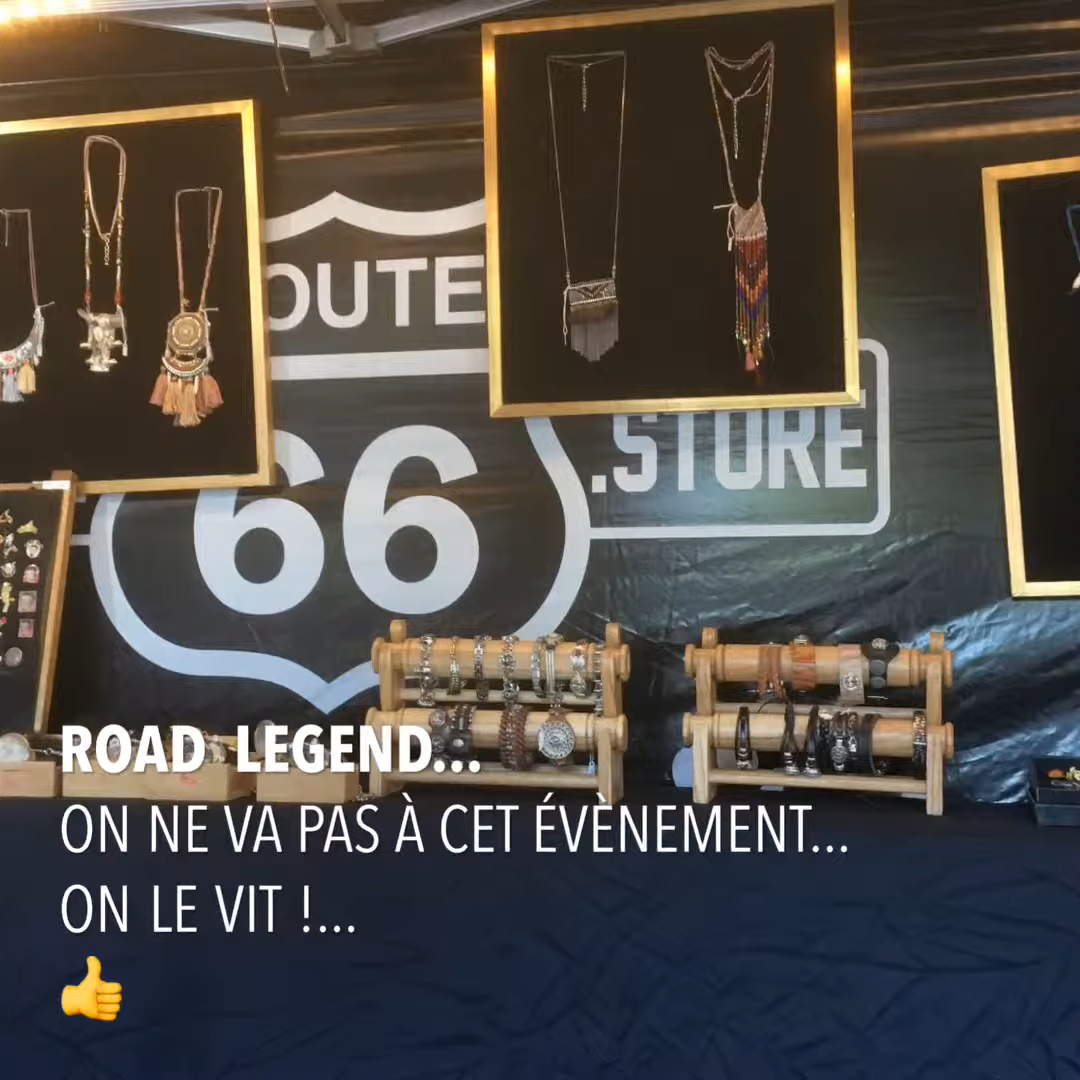 OUTE
66
.STORE
ROAD LEGEND...
ON NE VA PAS À CET ÉVÈNEMENT...
ON LE VIT !...
👍